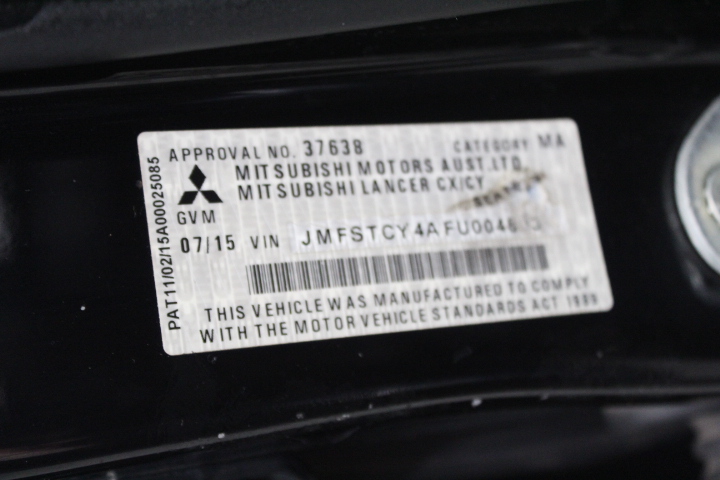 APPROVAL NO. 37638 CATEGORY MA
MITSUBISHI MOTORS AUST. LTD.
MITSUBISHI LANCER CX/CY
GVM
07/15 VIN
THIS VEHICLE WAS MANUFACTURED TO COMPLY
WITH THE MOTOR VEHICLE STANDARDS ACT 1989
PAT11/02/15A00025085